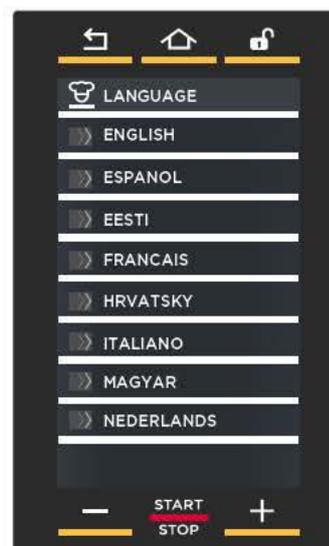 LANGUAGE
ENGLISH
ESPANOL
EESTI
FRANCAIS
HRVATSKY
ITALIANO
MAGYAR
NEDERLANDS
START
STOP